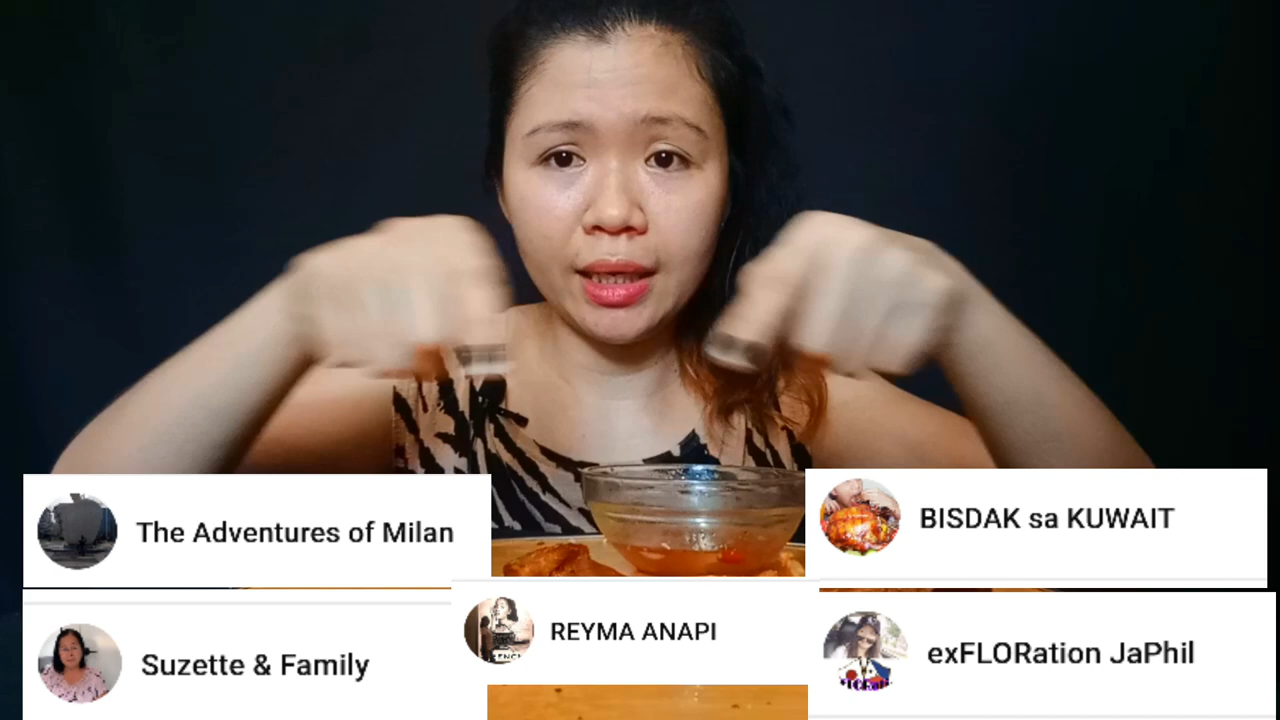 The Adventures of Milan
BISDAK sa KUWAIT
Suzette & Family
REYMA ANAPI
exFLORation JaPhil